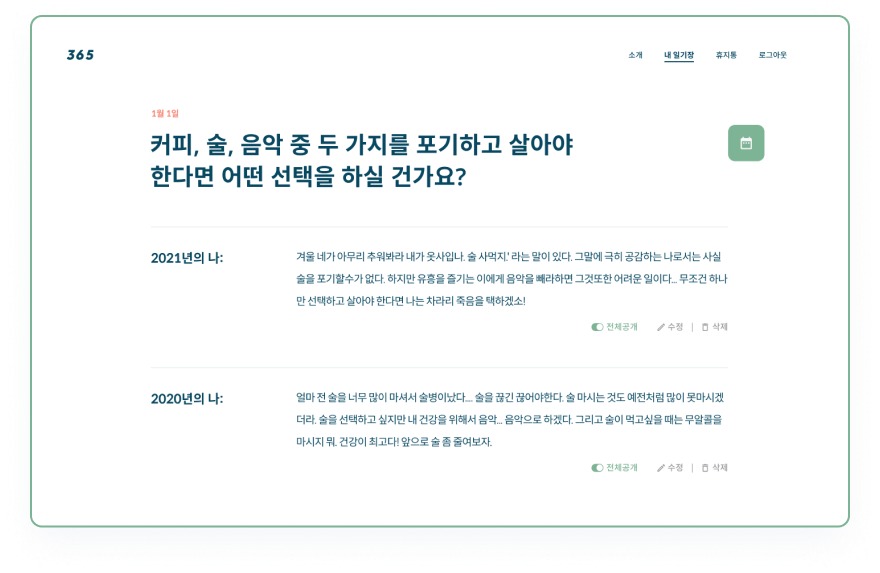 365
소개 내 일기장 휴지통 로그아웃
1월 1일
커피, 술, 음악 중 두 가지를 포기하고 살아야
한다면 어떤 선택을 하실 건가요?
2021년의 나:
겨울 네가 아무리 추워봐라 내가 옷사입나. 술 사먹지.' 라는 말이 있다. 그말에 극히 공감하는 나로서는 사실
술을 포기할수가 없다. 하지만 유흥을 즐기는 이에게 음악을 빼라하면 그것또한 어려운 일이다... 무조건 하나
만 선택하고 살아야 한다면 나는 차라리 죽음을 택하겠소!
전체공개 수정 | 삭제
2020년의 나:
얼마 전 술을 너무 많이 마셔서 술병이났다.... 술을 끊긴 끊어야한다. 술 마시는 것도 예전처럼 많이 못마시겠
더라. 술을 선택하고 싶지만 내 건강을 위해서 음악... 음악으로 하겠다. 그리고 술이 먹고싶을 때는 무알콜을
마시지 뭐. 건강이 최고다! 앞으로 술 좀 줄여보자.
전체공개 수정 | 삭제